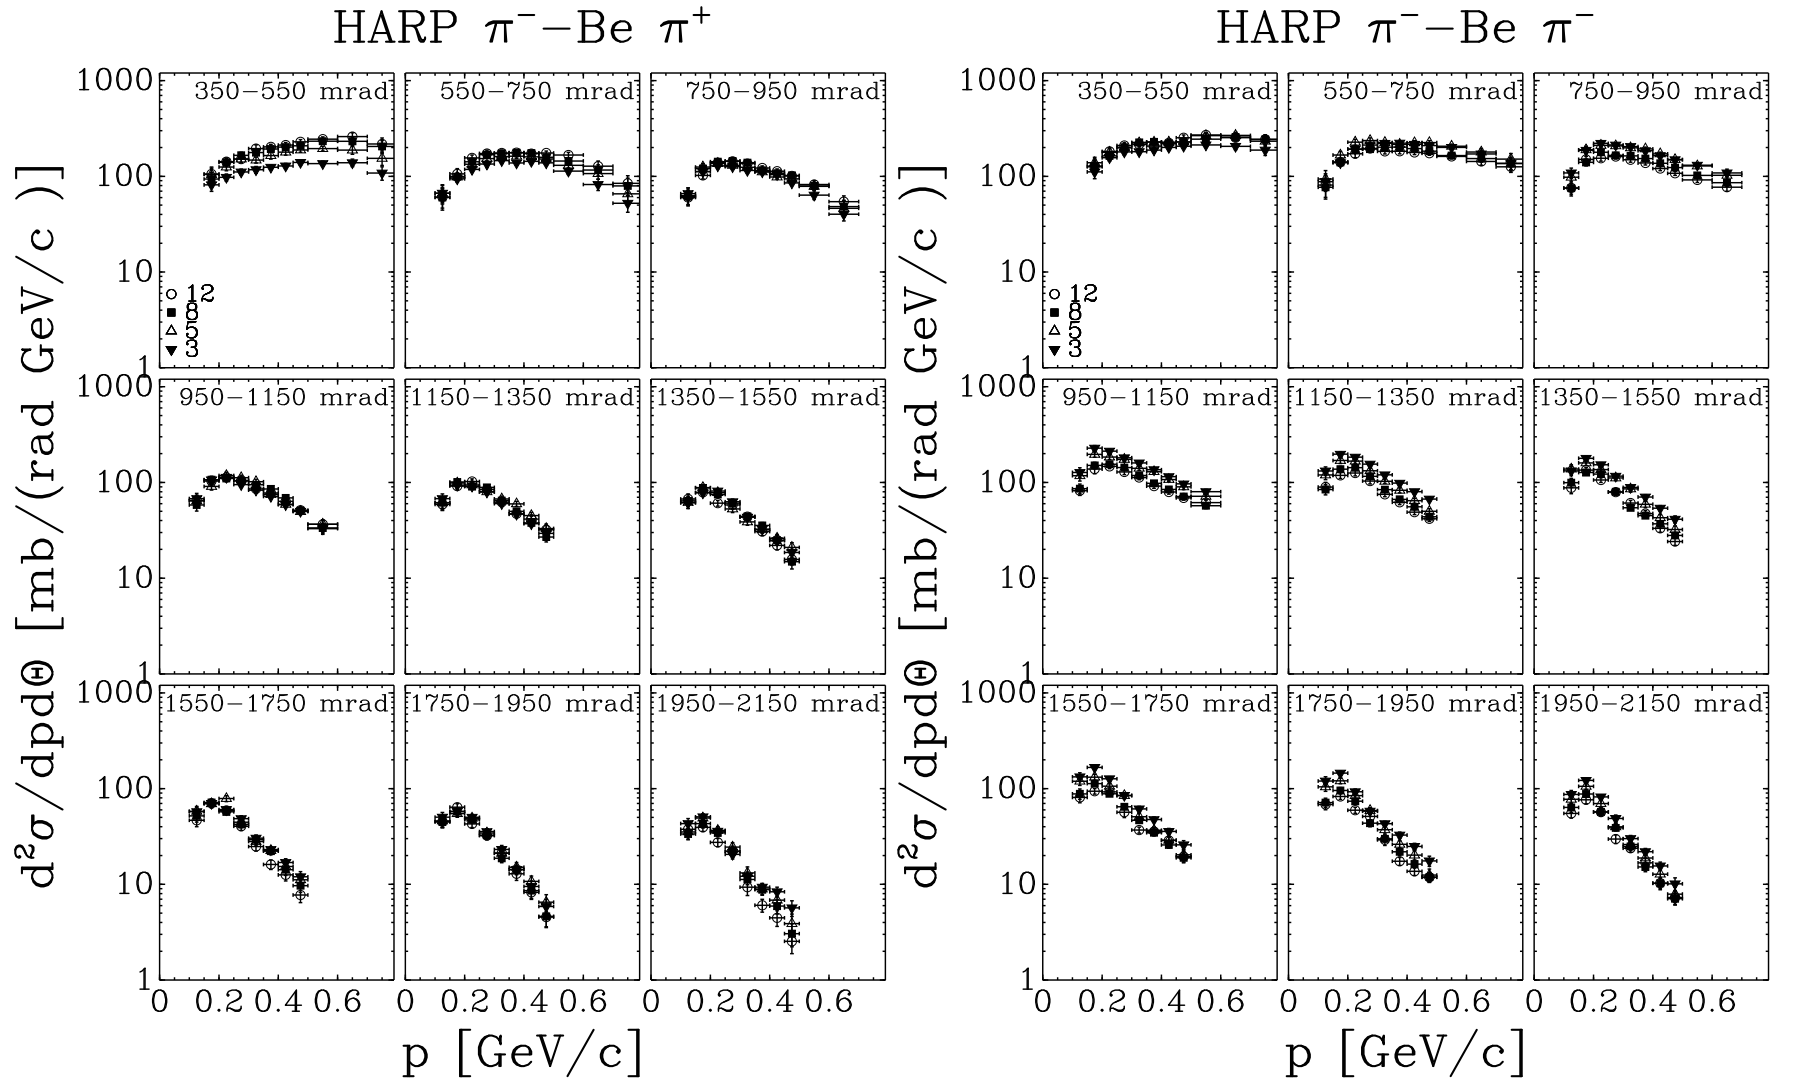 HARP π⁻−Be π⁺
HARP π⁻−Be π⁻
d²σ/dpdΘ [mb/(rad GeV/c )]
1000
100
10
1
350−550 mrad
550−750 mrad
750−950 mrad
12
8
5
3
1000
100
10
1
950−1150 mrad
1150−1350 mrad
1350−1550 mrad
1000
100
10
1
1550−1750 mrad
1750−1950 mrad
1950−2150 mrad
0 0.2 0.4 0.6
0 0.2 0.4 0.6
0 0.2 0.4 0.6
p [GeV/c]
d²σ/dpdΘ [mb/(rad GeV/c )]
1000
100
10
1
350−550 mrad
550−750 mrad
750−950 mrad
12
8
5
3
1000
100
10
1
950−1150 mrad
1150−1350 mrad
1350−1550 mrad
1000
100
10
1
1550−1750 mrad
1750−1950 mrad
1950−2150 mrad
0 0.2 0.4 0.6
0 0.2 0.4 0.6
0 0.2 0.4 0.6
p [GeV/c]